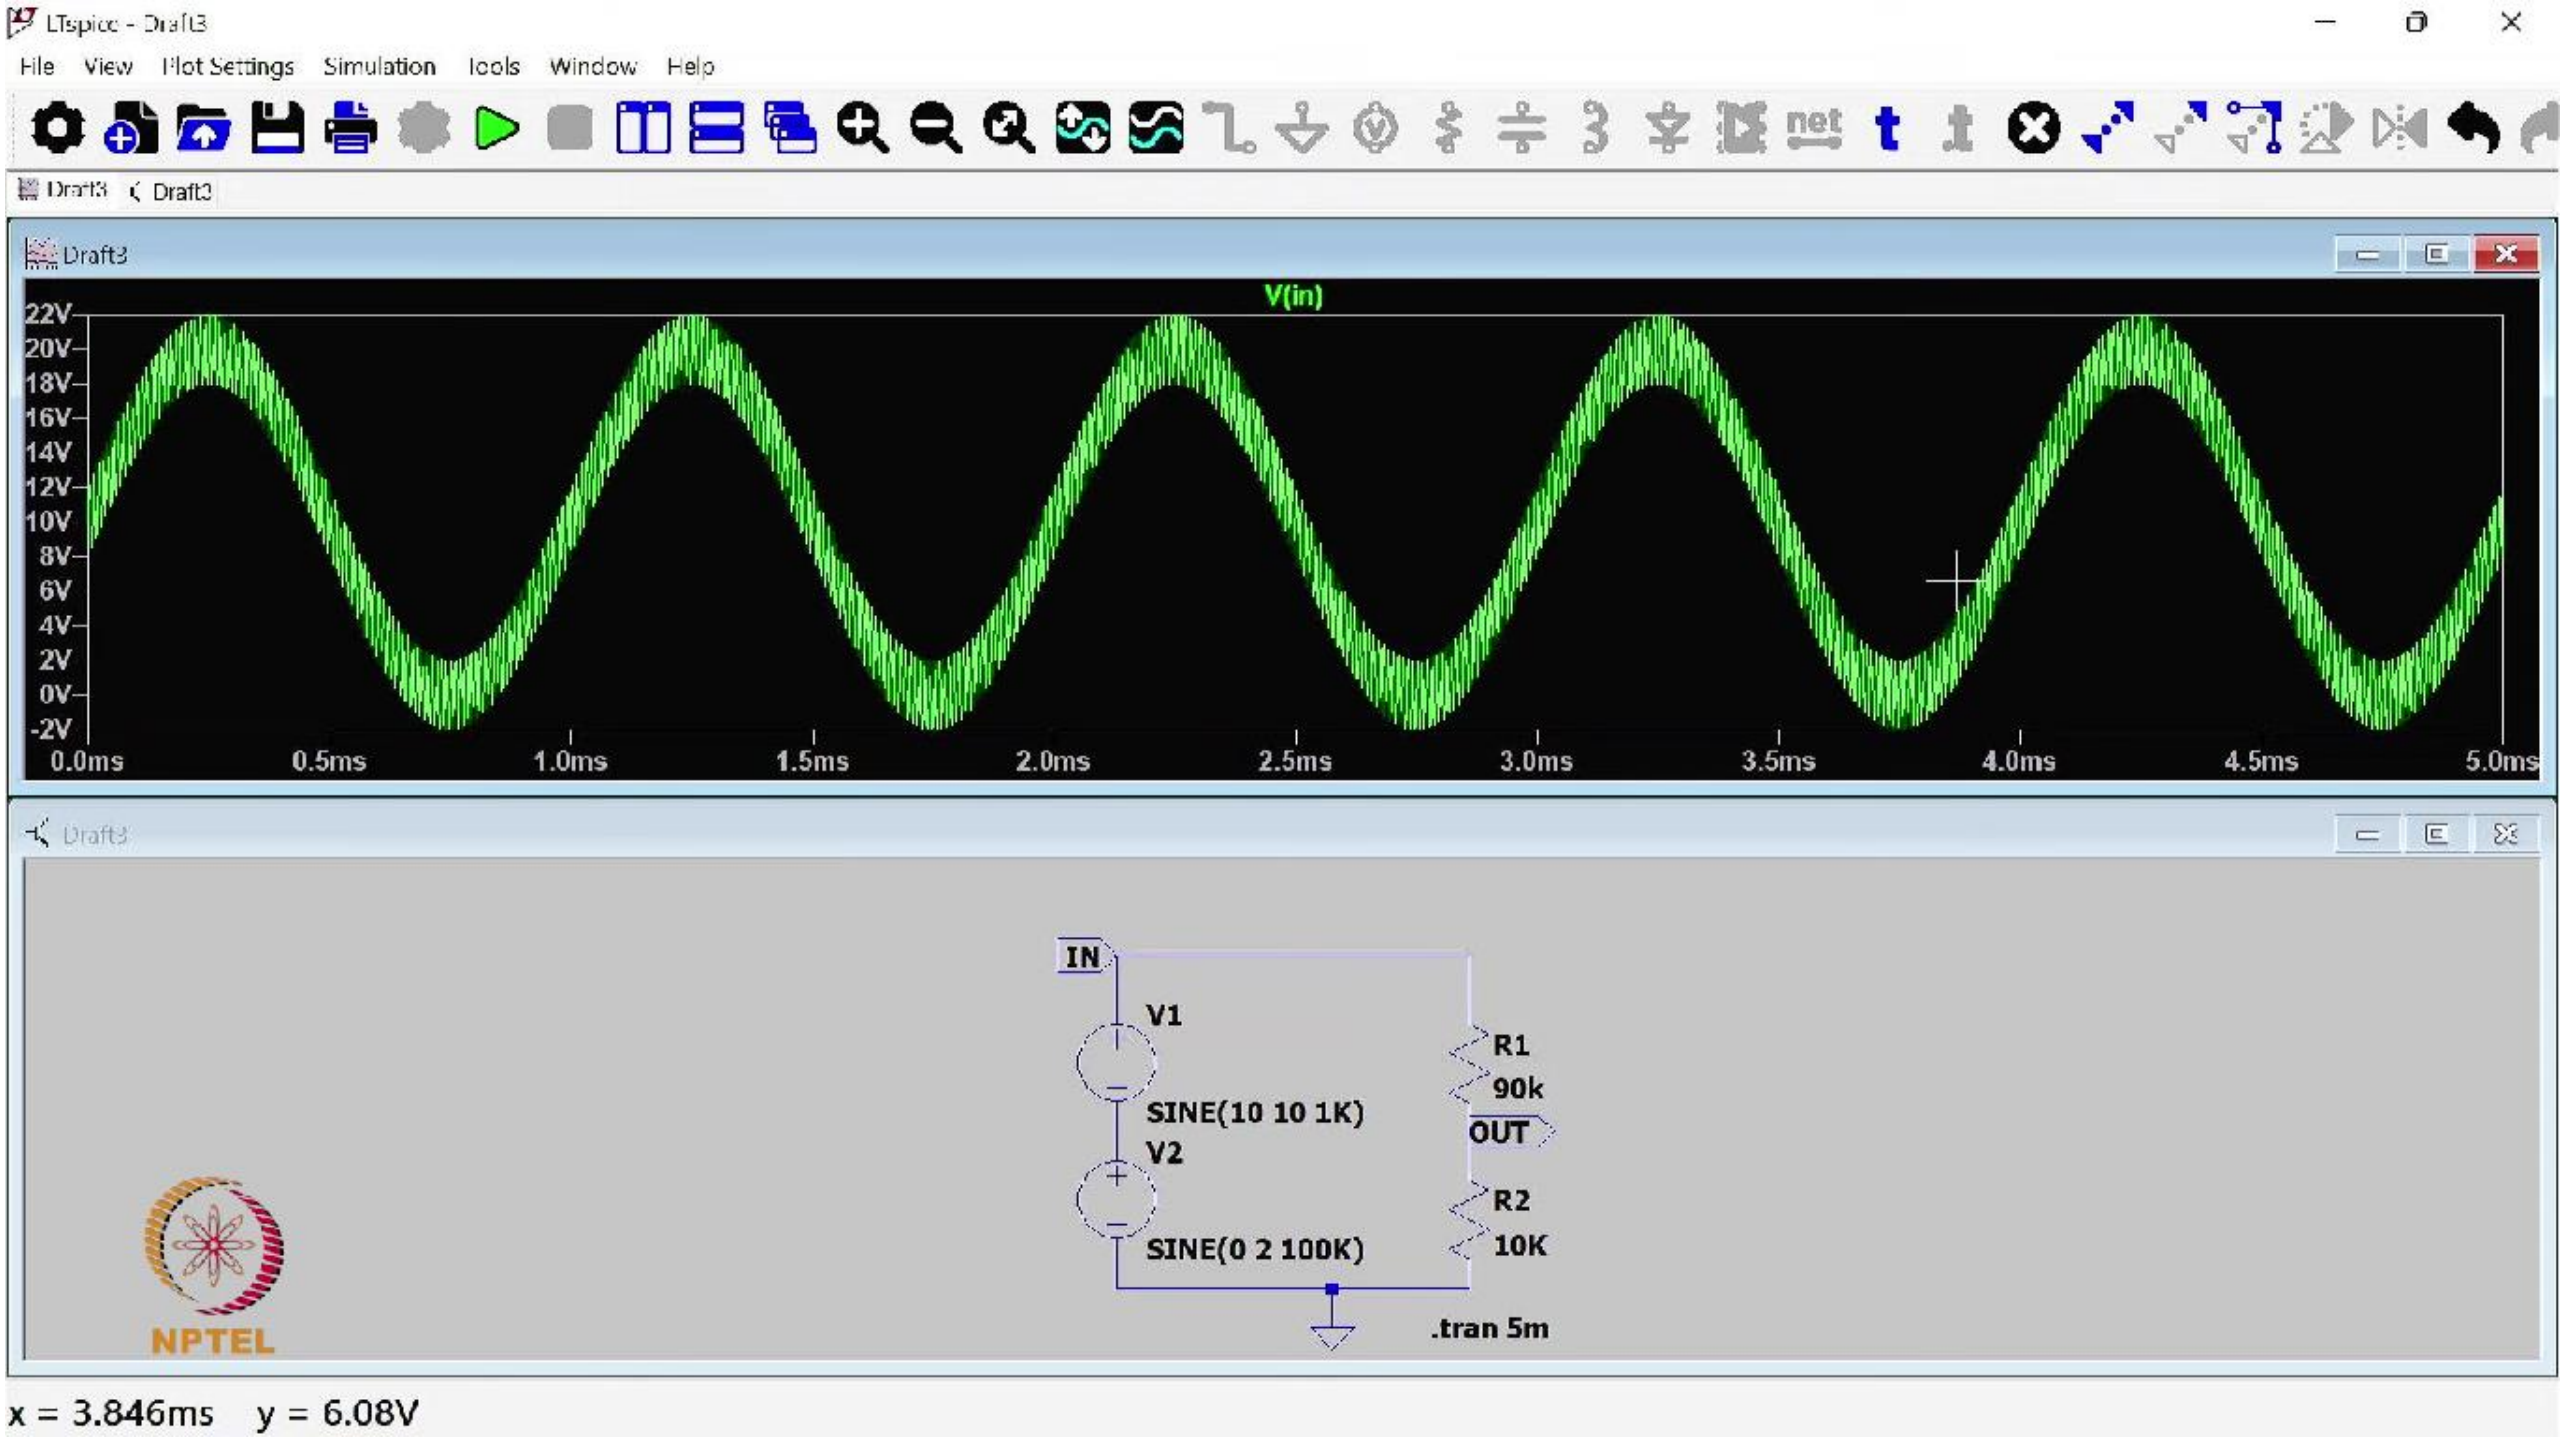 LTspice - Draft3
File View Plot Settings Simulation Tools Window Help
net t .t
Draft3 Draft3
Draft3
V(in)
22V
20V
18V
16V
14V
12V
10V
8V
6V
4V
2V
0V
-2V
0.0ms 0.5ms 1.0ms 1.5ms 2.0ms 2.5ms 3.0ms 3.5ms 4.0ms 4.5ms 5.0ms
Draft3
IN
V1
R1
90k
SINE(10 10 1K)
OUT
V2
R2
10K
SINE(0 2 100K)
.tran 5m
NPTEL
x = 3.846ms y = 6.08V